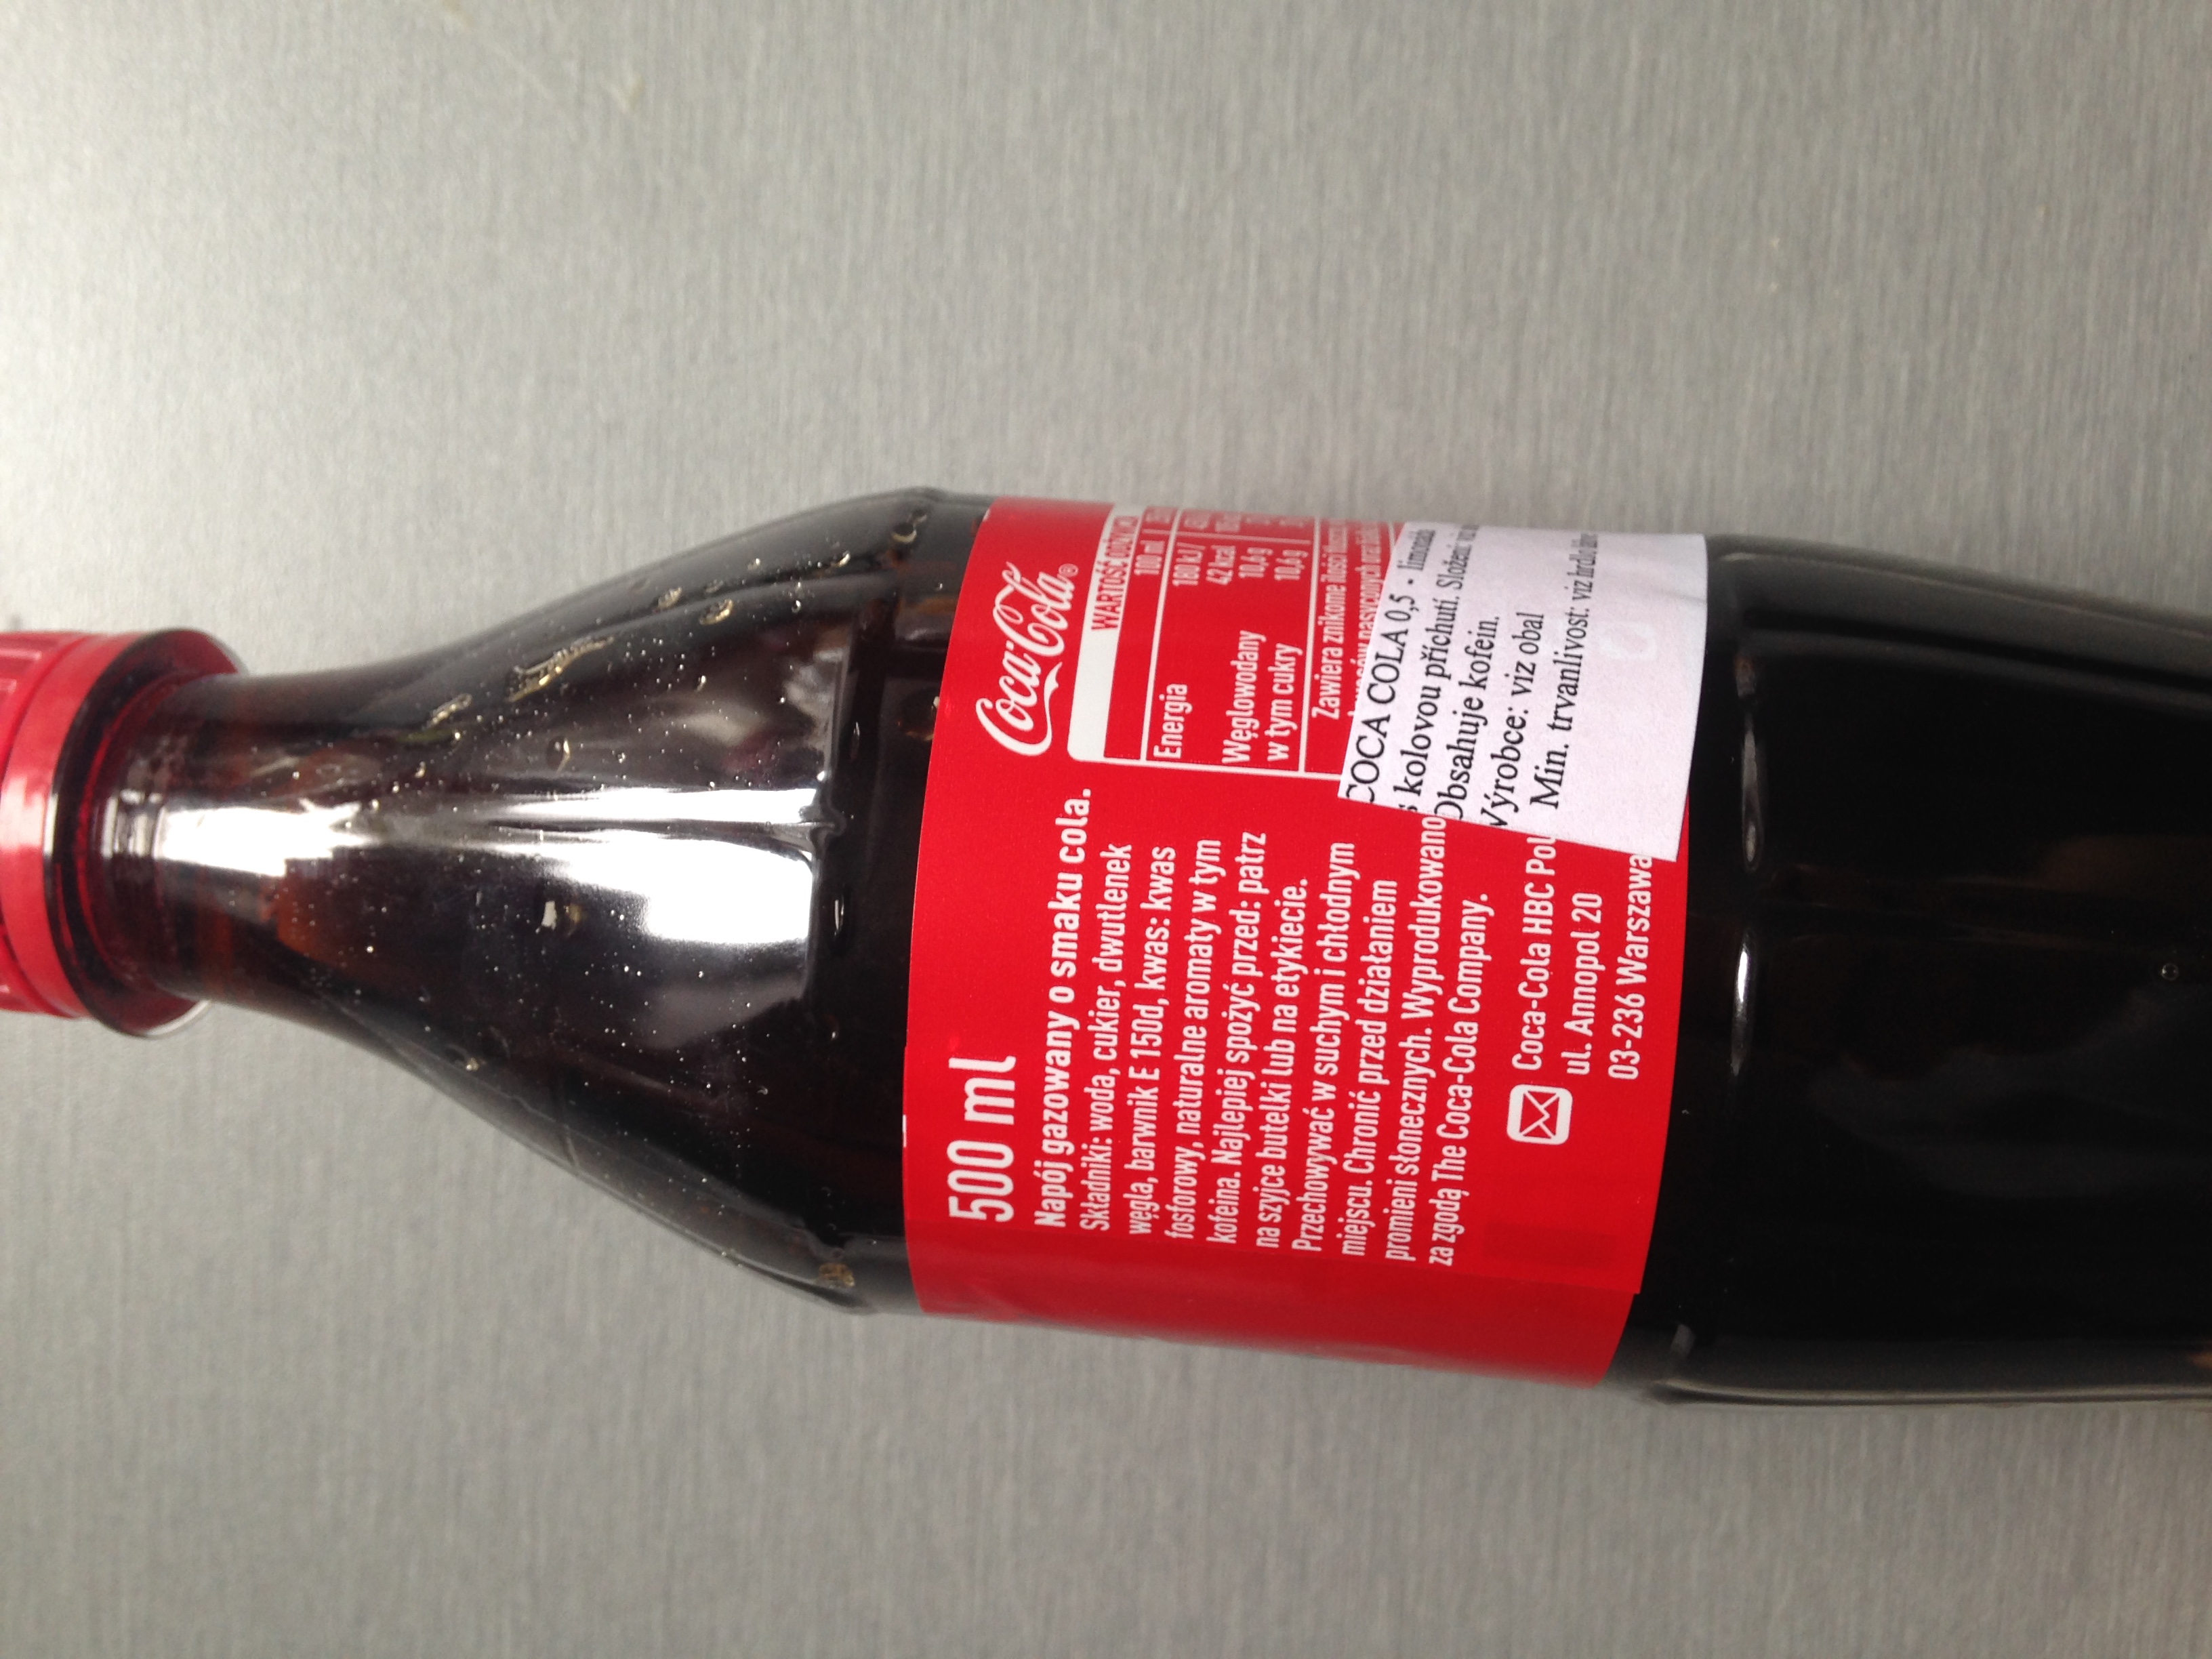 500 ml
Napój gazowany o smaku cola.
Składniki: woda, cukier, dwutlenek
węgla, barwnik E 150d, kwas: kwas
fosforowy, naturalne aromaty w tym
kofeina. Najlepiej spożyć przed: patrz
na szyjce butelki lub na etykiecie.
Przechowywać w suchym i chłodnym
miejscu. Chronić przed działaniem
promieni słonecznych. Wyprodukowano
za zgodą The Coca-Cola Company.
Coca-Cola HBC Pol
ul. Annopol 20
03-236 Warszawa
Coca-Cola®
WARTOŚĆ ODŻYWCZA
100 ml
Energia 180 kJ /
42 kcal
Węglowodany 10,6 g
w tym cukry 10,6 g
Zawiera znikome ilości
COCA COLA 0,5 - limonáda
s kolovou příchutí. Složení: viz
Obsahuje kofein.
Výrobce: viz obal
Min. trvanlivost: viz hrdlo láhve